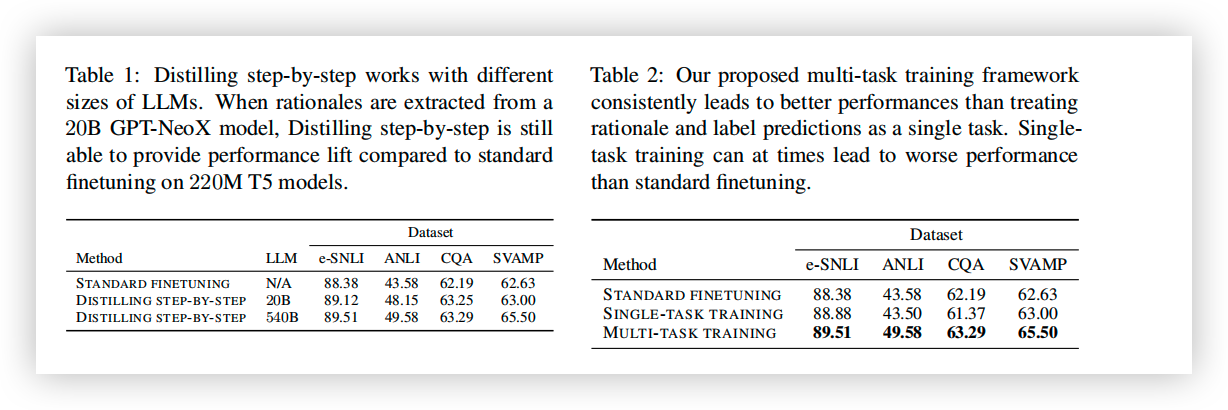 Table 1: Distilling step-by-step works with different
sizes of LLMs. When rationales are extracted from a
20B GPT-NeoX model, Distilling step-by-step is still
able to provide performance lift compared to standard
finetuning on 220M T5 models.
Dataset
Method LLM e-SNLI ANLI CQA SVAMP
STANDARD FINETUNING N/A 88.38 43.58 62.19 62.63
DISTILLING STEP-BY-STEP 20B 89.12 48.15 63.25 63.00
DISTILLING STEP-BY-STEP 540B 89.51 49.58 63.29 65.50
Table 2: Our proposed multi-task training framework
consistently leads to better performances than treating
rationale and label predictions as a single task. Single-
task training can at times lead to worse performance
than standard finetuning.
Dataset
Method e-SNLI ANLI CQA SVAMP
STANDARD FINETUNING 88.38 43.58 62.19 62.63
SINGLE-TASK TRAINING 88.88 43.50 61.37 63.00
MULTI-TASK TRAINING 89.51 49.58 63.29 65.50